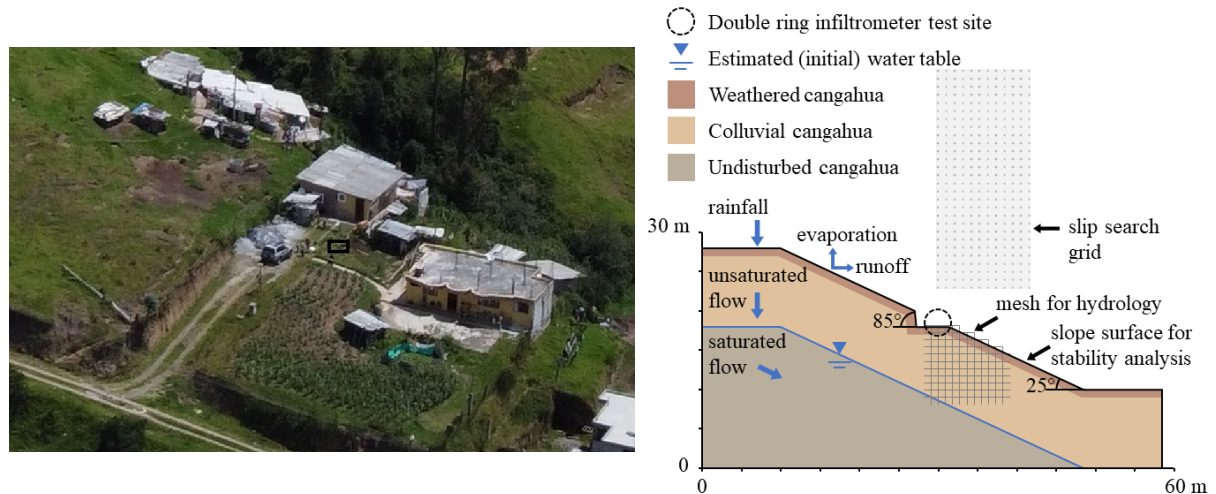 Double ring infiltrometer test site
Estimated (initial) water table
Weathered cangahua
Colluvial cangahua
Undisturbed cangahua
rainfall
30 m
evaporation
runoff
slip search
grid
unsaturated
flow
mesh for hydrology
85°
slope surface for
stability analysis
saturated
flow
25°
0
0
60 m